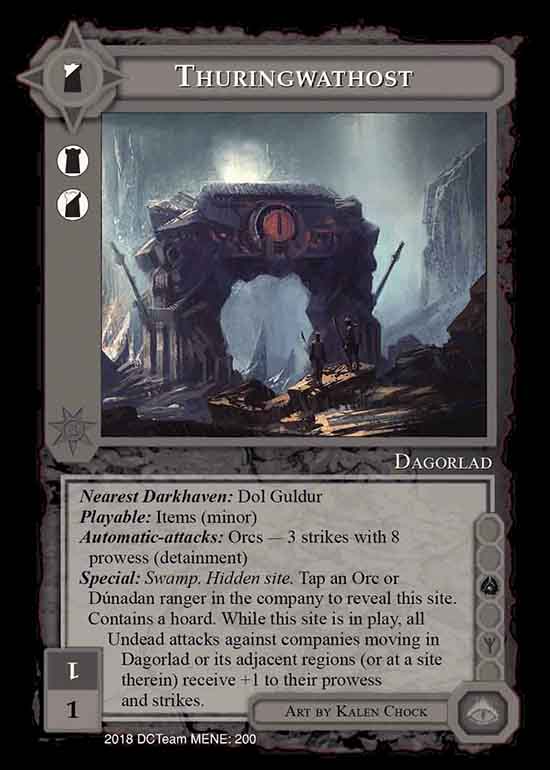 THURINGWATHOST
DAGORLAD
Nearest Darkhaven: Dol Guldur
Playable: Items (minor)
Automatic-attacks: Orcs — 3 strikes with 8
prowess (detainment)
Special: Swamp. Hidden site. Tap an Orc or
Dúnadan ranger in the company to reveal this site.
Contains a hoard. While this site is in play, all
Undead attacks against companies moving in
Dagorlad or its adjacent regions (or at a site
therein) receive +1 to their prowess
and strikes.
1
1
ART BY KALEN CHOCK
2018 DCTeam MENE: 200